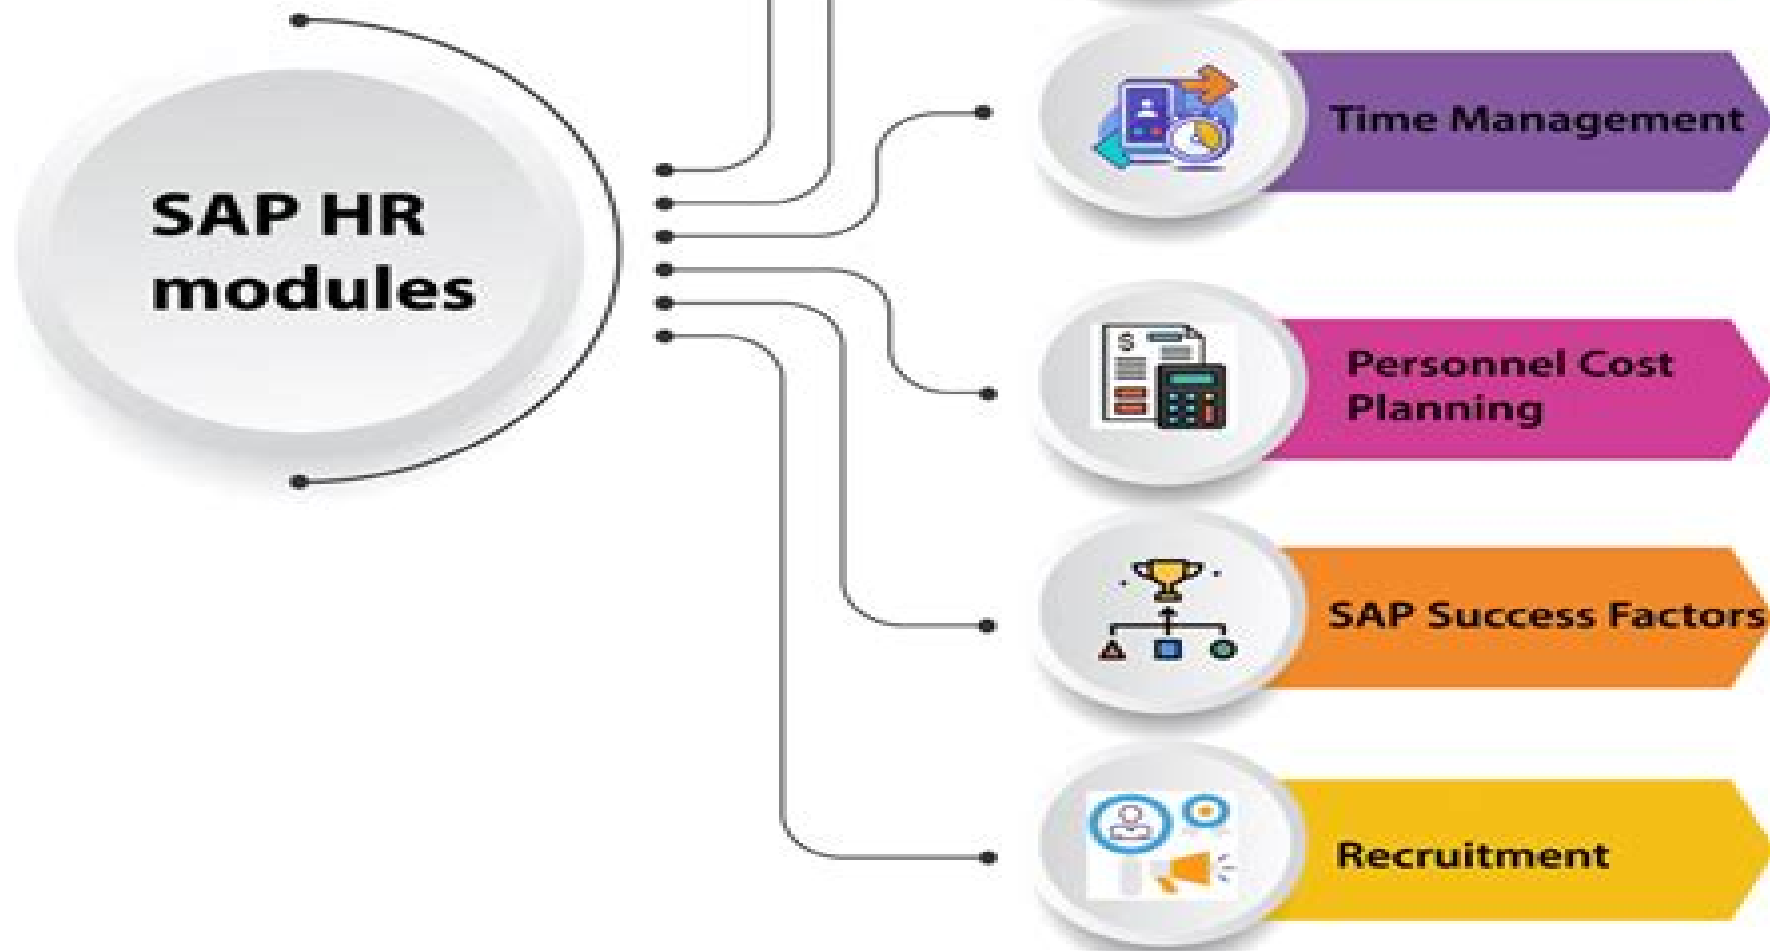 SAP HR
modules
Time Management
Personnel Cost
Planning
SAP Success Factors
Recruitment